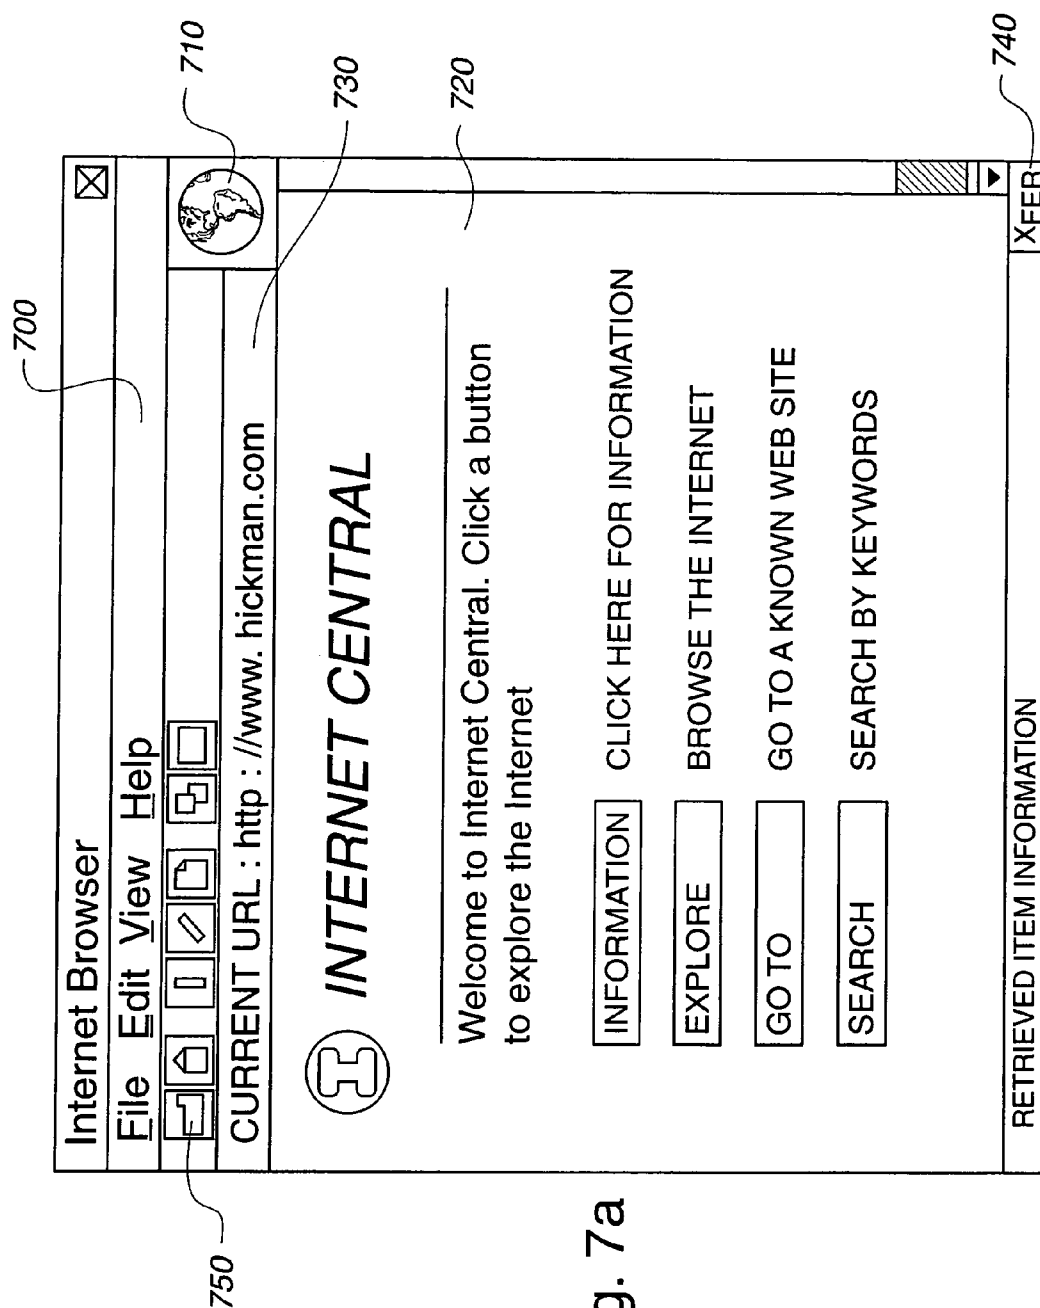 700
Internet Browser
File Edit View Help
710
750
CURRENT URL : http : //www. hickman.com
730
INTERNET CENTRAL
720
Welcome to Internet Central. Click a button
to explore the Internet
INFORMATION CLICK HERE FOR INFORMATION
EXPLORE BROWSE THE INTERNET
GO TO GO TO A KNOWN WEB SITE
SEARCH SEARCH BY KEYWORDS
RETRIEVED ITEM INFORMATION XFER
740
7a